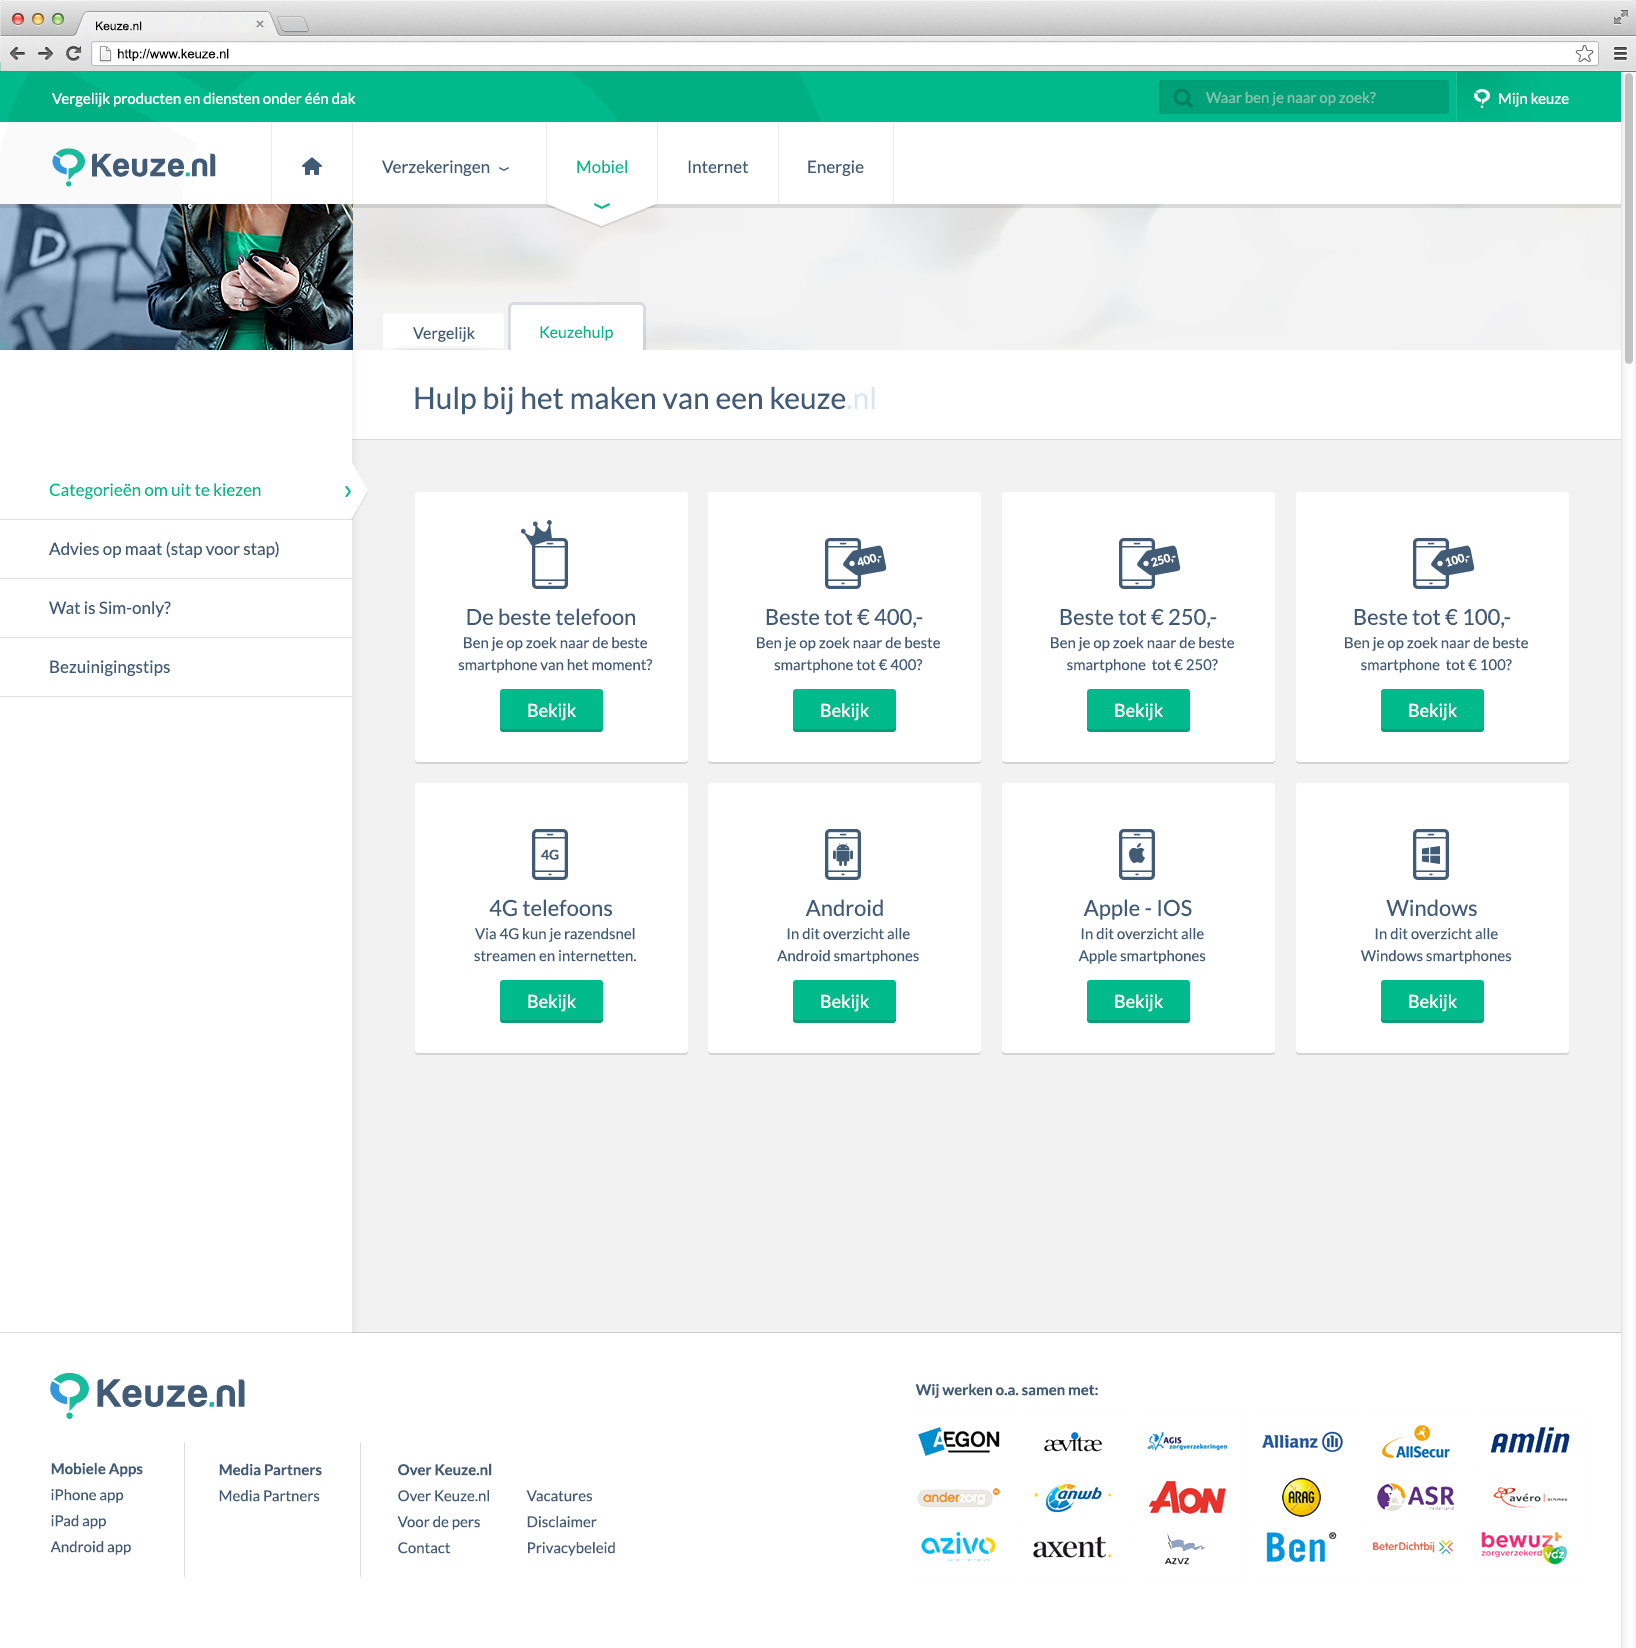 Keuze.nl
http://www.keuze.nl
Vergelijk producten en diensten onder één dak
Waar ben je naar op zoek?
Mijn keuze
Keuze.nl
Verzekeringen
Mobiel
Internet
Energie
D
Vergelijk
Keuzehulp
Hulp bij het maken van een keuze.nl
Categorieën om uit te kiezen
Advies op maat (stap voor stap)
Wat is Sim-only?
Bezuinigingstips
De beste telefoon
Ben je op zoek naar de beste
smartphone van het moment?
Bekijk
400,-
Beste tot € 400,-
Ben je op zoek naar de beste
smartphone tot € 400?
Bekijk
250,-
Beste tot € 250,-
Ben je op zoek naar de beste
smartphone tot € 250?
Bekijk
100,-
Beste tot € 100,-
Ben je op zoek naar de beste
smartphone tot € 100?
Bekijk
4G
4G telefoons
Via 4G kun je razendsnel
streamen en internetten.
Bekijk
Android
In dit overzicht alle
Android smartphones
Bekijk
Apple - IOS
In dit overzicht alle
Apple smartphones
Bekijk
Windows
In dit overzicht alle
Windows smartphones
Bekijk
Keuze.nl
Mobiele Apps
iPhone app
iPad app
Android app
Media Partners
Media Partners
Over Keuze.nl
Over Keuze.nl
Voor de pers
Contact
Vacatures
Disclaimer
Privacybeleid
Wij werken o.a. samen met:
AEGON
ævitæ
AGIS
zorgverzekeringen
Allianz
AllSecur
amlin
anderzorg
anwb
AON
ARAG
ASR
avéro
azivo
axent.
AZVZ
Ben®
BeterDichtbij
bewuzt
zorgverzekerd
VGZ